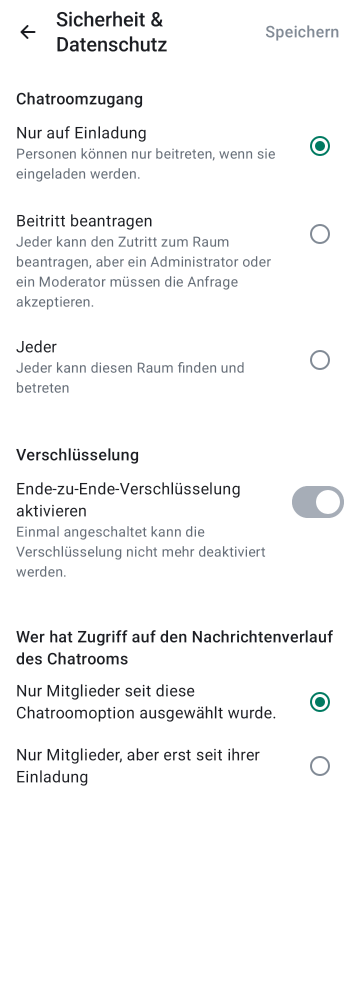 Sicherheit &
Datenschutz
Speichern
Chatroomzugang
Nur auf Einladung
Personen können nur beitreten, wenn sie
eingeladen werden.
Beitritt beantragen
Jeder kann den Zutritt zum Raum
beantragen, aber ein Administrator oder
ein Moderator müssen die Anfrage
akzeptieren.
Jeder
Jeder kann diesen Raum finden und
betreten
Verschlüsselung
Ende-zu-Ende-Verschlüsselung
aktivieren
Einmal angeschaltet kann die
Verschlüsselung nicht mehr deaktiviert
werden.
Wer hat Zugriff auf den Nachrichtenverlauf
des Chatrooms
Nur Mitglieder seit diese
Chatroomoption ausgewählt wurde.
Nur Mitglieder, aber erst seit ihrer
Einladung